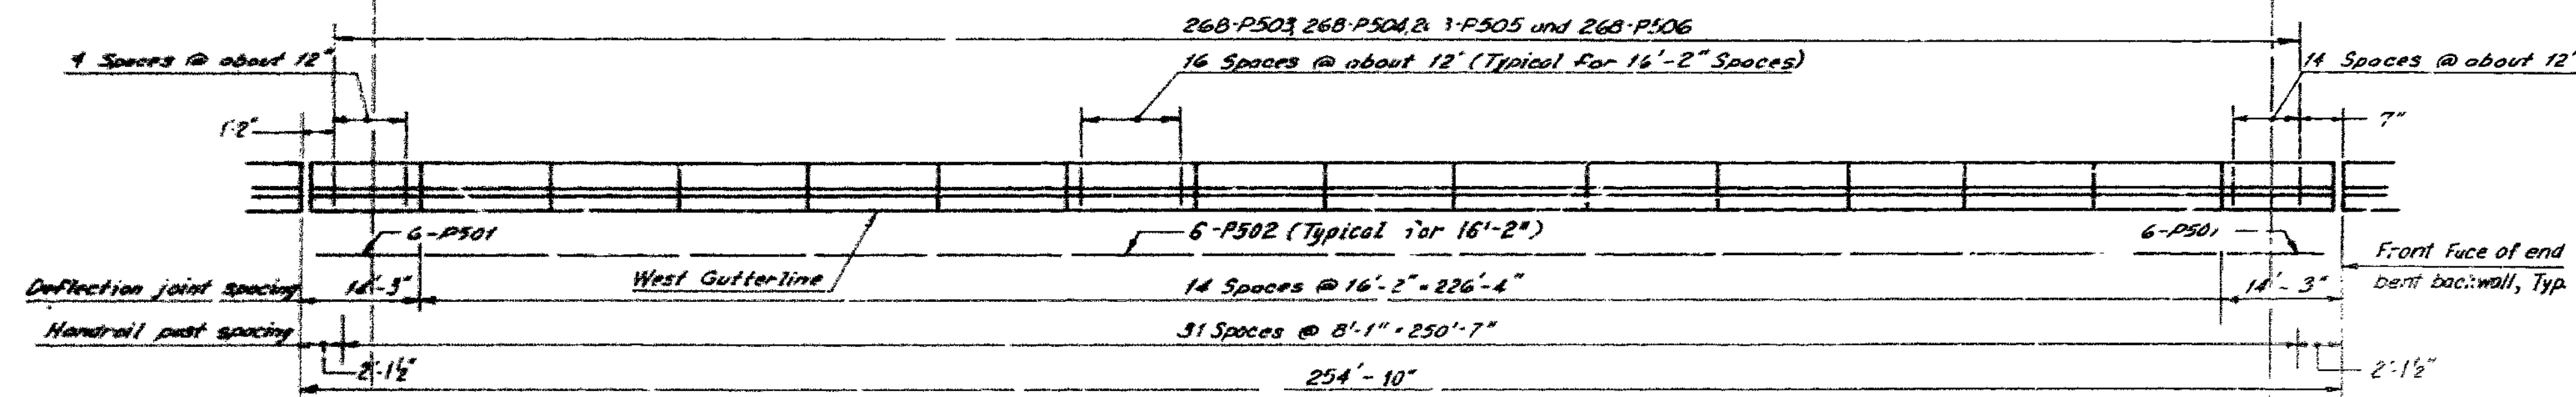 268-P503, 268-P504, 2 3-P505 and 268-P506
4 Spaces @ about 12"
16 Spaces @ about 12" (Typical for 16'-2" Spaces)
14 Spaces @ about 12"
1'-2"
7"
6-P501
6-P502 (Typical for 16'-2")
6-P501
Front Face of end
bent backwall, Typ.
West Gutterline
Deflection joint spacing
14'-3"
14 Spaces @ 16'-2" = 226'-4"
14'-3"
Handrail post spacing
31 Spaces @ 8'-1" = 250'-7"
2'-1½"
254'-10"
2'-1½"